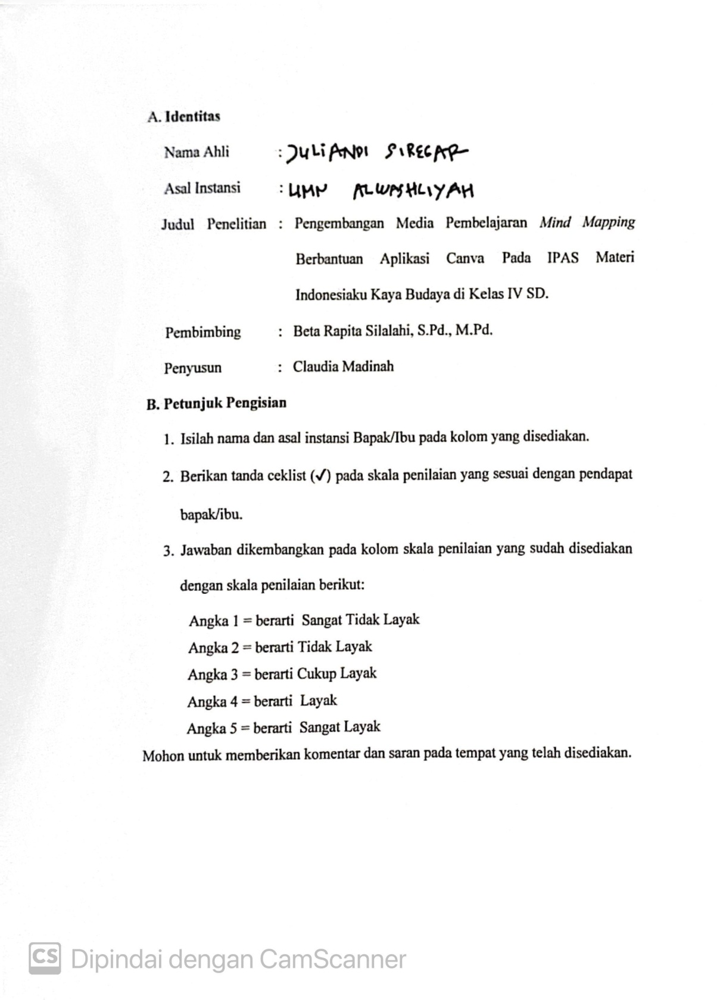 A. Identitas
Nama Ahli : JULIANDI SIREGAR
Asal Instansi : UMN ALWASHLIYAH
Judul Penelitian : Pengembangan Media Pembelajaran Mind Mapping
Berbantuan Aplikasi Canva Pada IPAS Materi
Indonesiaku Kaya Budaya di Kelas IV SD.
Pembimbing : Beta Rapita Silalahi, S.Pd., M.Pd.
Penyusun : Claudia Madinah
B. Petunjuk Pengisian
1. Isilah nama dan asal instansi Bapak/Ibu pada kolom yang disediakan.
2. Berikan tanda ceklist (✓) pada skala penilaian yang sesuai dengan pendapat
bapak/ibu.
3. Jawaban dikembangkan pada kolom skala penilaian yang sudah disediakan
dengan skala penilaian berikut:
Angka 1 = berarti Sangat Tidak Layak
Angka 2 = berarti Tidak Layak
Angka 3 = berarti Cukup Layak
Angka 4 = berarti Layak
Angka 5 = berarti Sangat Layak
Mohon untuk memberikan komentar dan saran pada tempat yang telah disediakan.
CS Dipindai dengan CamScanner